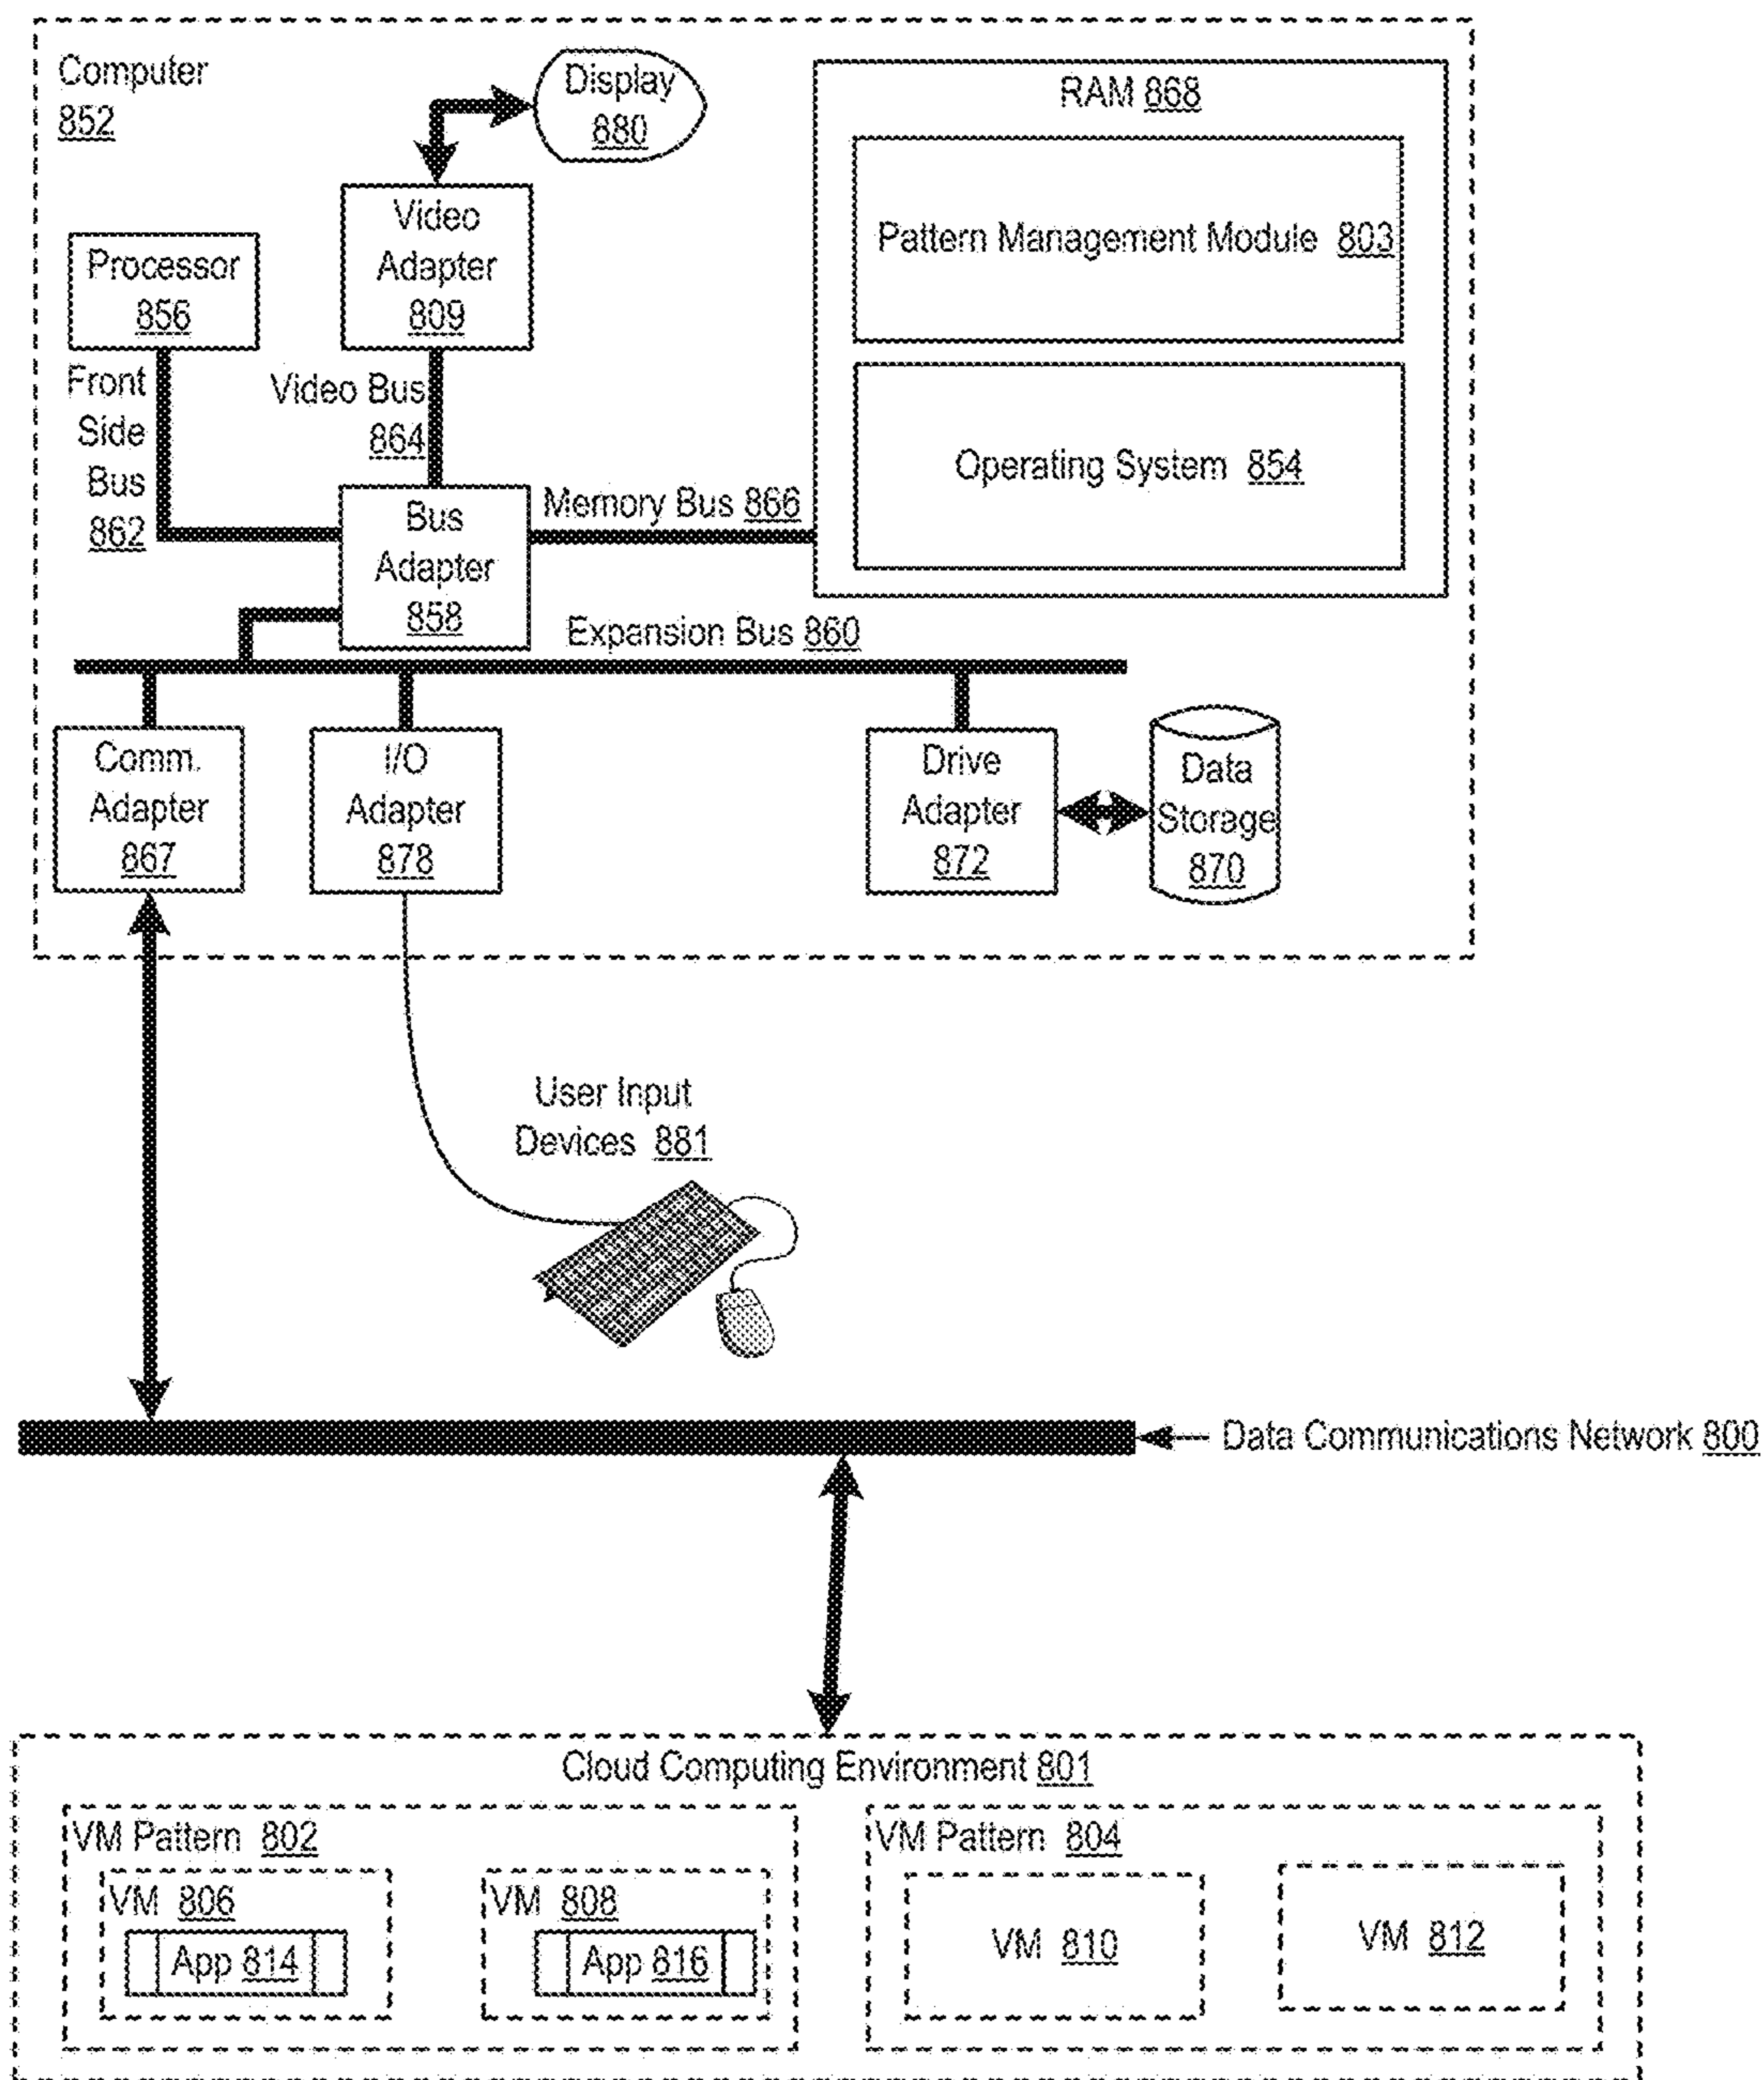 Computer
852
Display
880
RAM 868
Pattern Management Module 803
Operating System 854
Video
Adapter
809
Processor
856
Front
Side
Bus
862
Video Bus
864
Bus
Adapter
858
Memory Bus 866
Expansion Bus 860
Comm.
Adapter
867
I/O
Adapter
878
Drive
Adapter
872
Data
Storage
870
User Input
Devices 881
Data Communications Network 800
Cloud Computing Environment 801
VM Pattern 802
VM 806
App 814
VM 808
App 816
VM Pattern 804
VM 810
VM 812